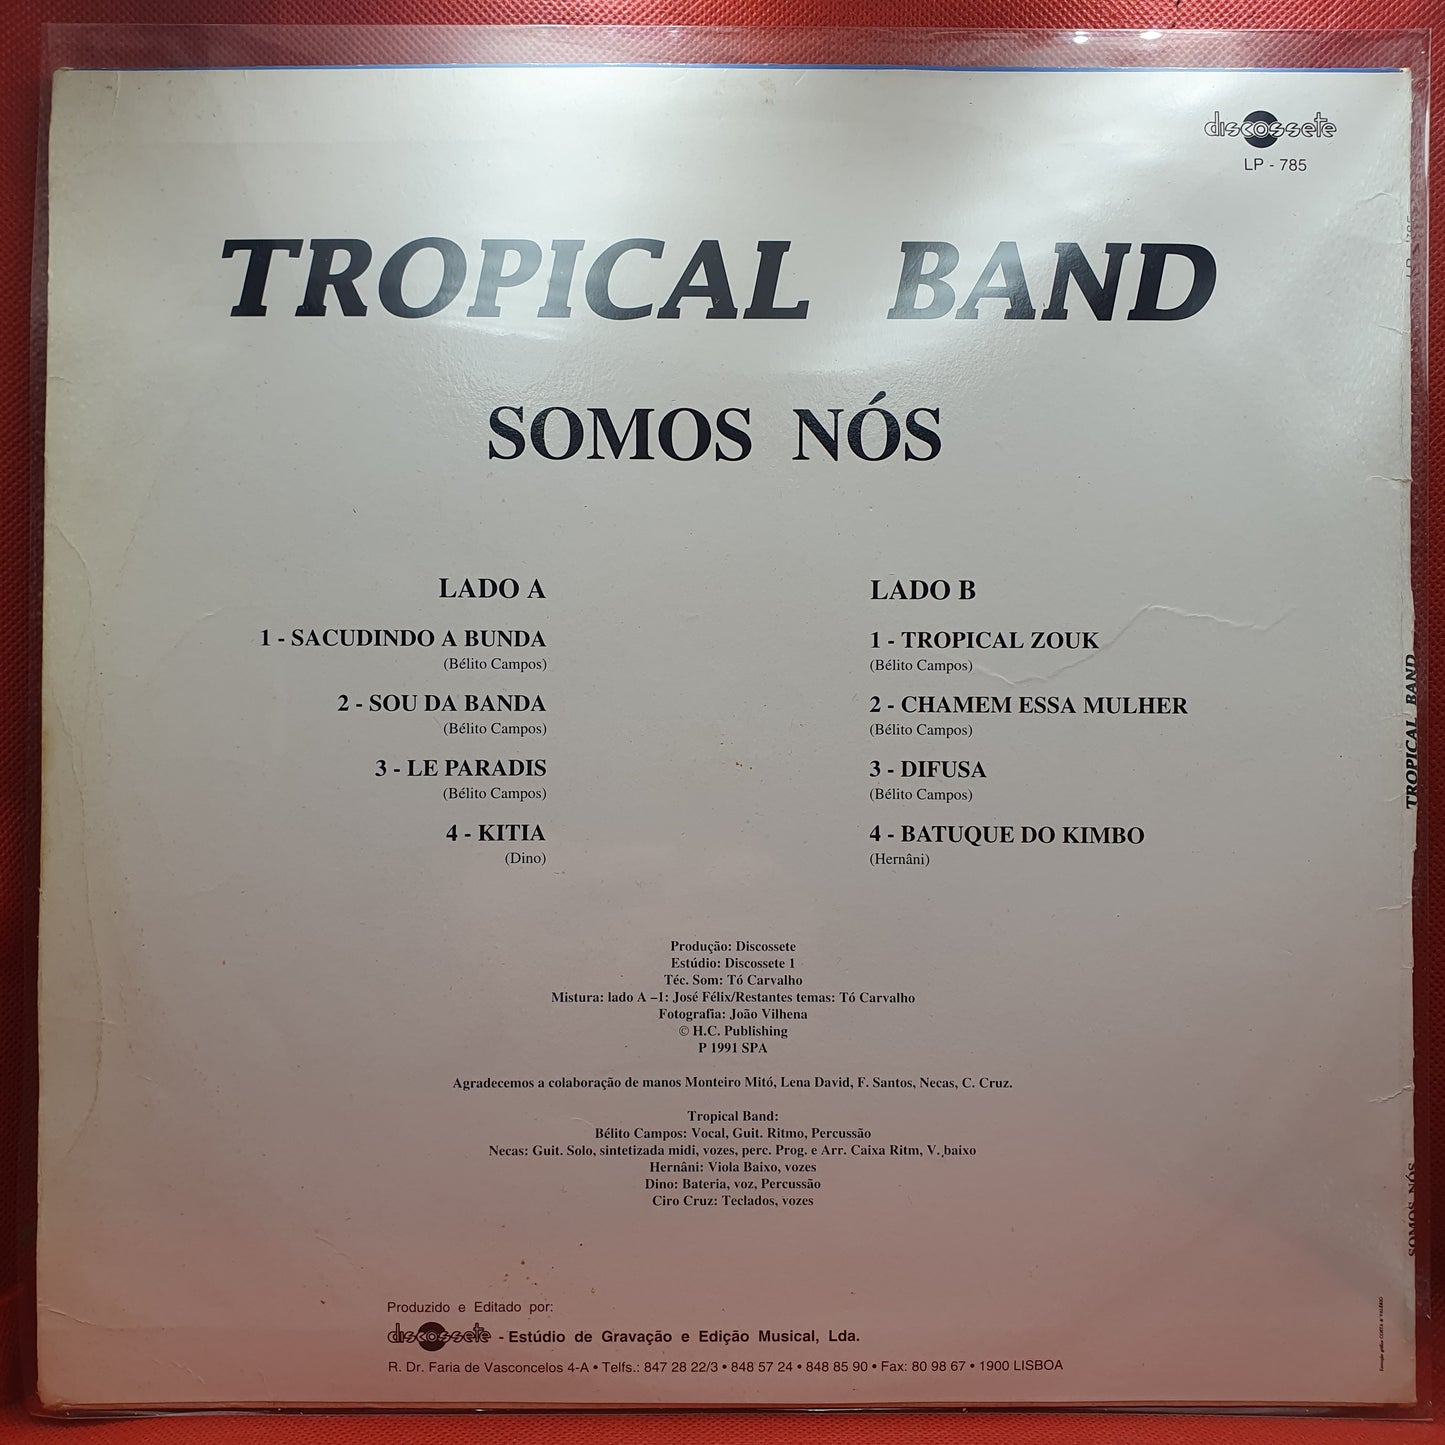 discossete
LP - 785
TROPICAL BAND
SOMOS NÓS
LADO A
1 - SACUDINDO A BUNDA
(Bélito Campos)
2 - SOU DA BANDA
(Bélito Campos)
3 - LE PARADIS
(Bélito Campos)
4 - KITIA
(Dino)
LADO B
1 - TROPICAL ZOUK
(Bélito Campos)
2 - CHAMEM ESSA MULHER
(Bélito Campos)
3 - DIFUSA
(Bélito Campos)
4 - BATUQUE DO KIMBO
(Hernâni)
Produção: Discossete
Estúdio: Discossete 1
Téc. Som: Tó Carvalho
Mistura: lado A –1: José Félix/Restantes temas: Tó Carvalho
Fotografia: João Vilhena
© H.C. Publishing
P 1991 SPA
Agradecemos a colaboração de manos Monteiro Mitó, Lena David, F. Santos, Necas, C. Cruz.
Tropical Band:
Bélito Campos: Vocal, Guit. Ritmo, Percussão
Necas: Guit. Solo, sintetizada midi, vozes, perc. Prog. e Arr. Caixa Ritm, V. baixo
Hernâni: Viola Baixo, vozes
Dino: Bateria, voz, Percussão
Ciro Cruz: Teclados, vozes
Produzido e Editado por:
discossete - Estúdio de Gravação e Edição Musical, Lda.
R. Dr. Faria de Vasconcelos 4-A • Telfs.: 847 28 22/3 • 848 57 24 • 848 85 90 • Fax: 80 98 67 • 1900 LISBOA
LP - 785
TROPICAL BAND
SOMOS NÓS
Execução gráfica COSTA & VALÉRIO